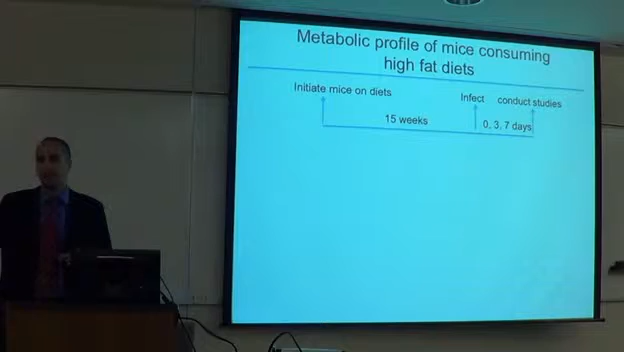 Metabolic profile of mice consuming
high fat diets
Initiate mice on diets
Infect conduct studies
15 weeks
0, 3, 7 days